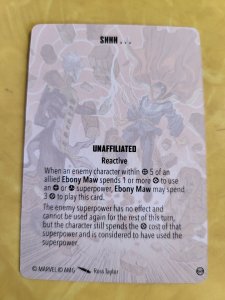 SHHH . . .
UNAFFILIATED
Reactive
When an enemy character within 5 of an
allied Ebony Maw spends 1 or more to use
an or superpower, Ebony Maw may spend
3 to play this card.
The enemy superpower has no effect and
cannot be used again for the rest of this turn,
but the character still spends the cost of that
superpower and is considered to have used the
superpower.
© MARVEL © AMG Ross Taylor